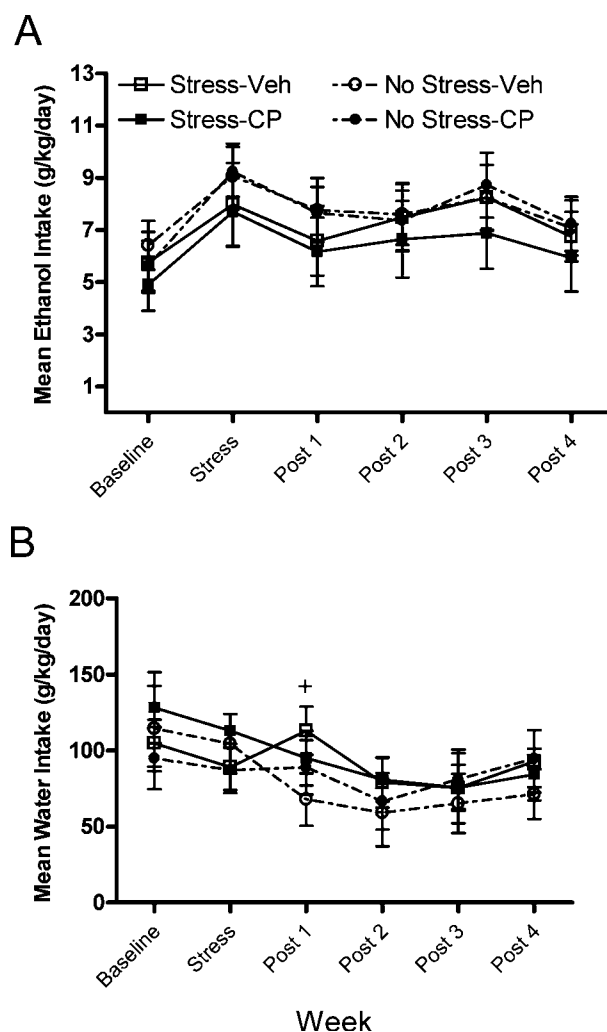 A
Mean Ethanol Intake (g/kg/day)
13
11
9
7
5
3
1
Stress-Veh
No Stress-Veh
Stress-CP
No Stress-CP
Baseline
Stress
Post 1
Post 2
Post 3
Post 4
B
Mean Water Intake (g/kg/day)
200
150
100
50
0
+
Baseline
Stress
Post 1
Post 2
Post 3
Post 4
Week